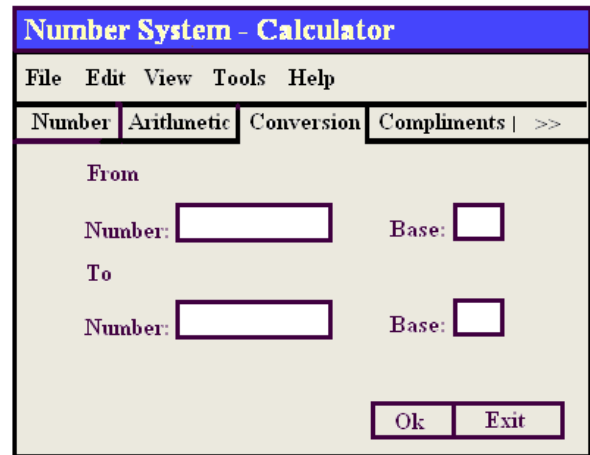 Number System - Calculator
File Edit View Tools Help
Number Arithmetic Conversion Compliments | >>
From
Number: Base:
To
Number: Base:
Ok Exit